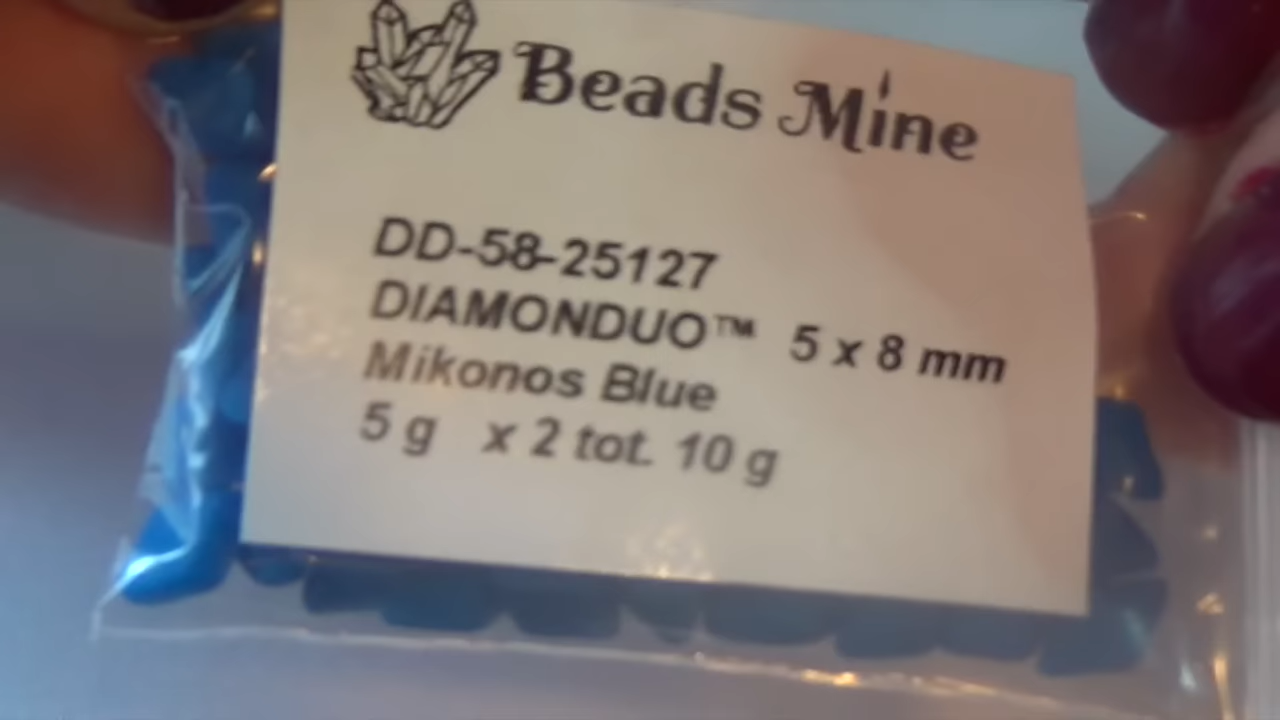 Beads Mine
DD-58-25127
DIAMONDUO™ 5 x 8 mm
Mikonos Blue
5 g x 2 tot. 10 g